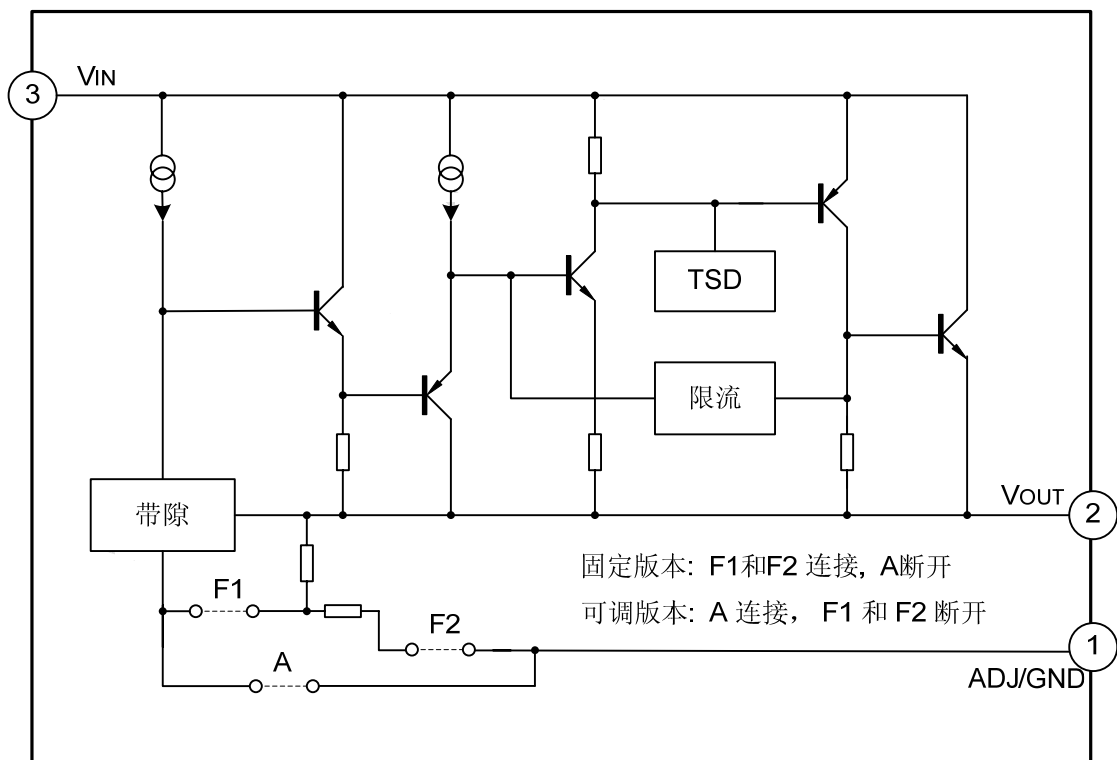 3
VIN
TSD
限流
带隙
VOUT
2
固定版本: F1和F2 连接, A断开
可调版本: A 连接， F1 和 F2 断开
F1
F2
1
A
ADJ/GND